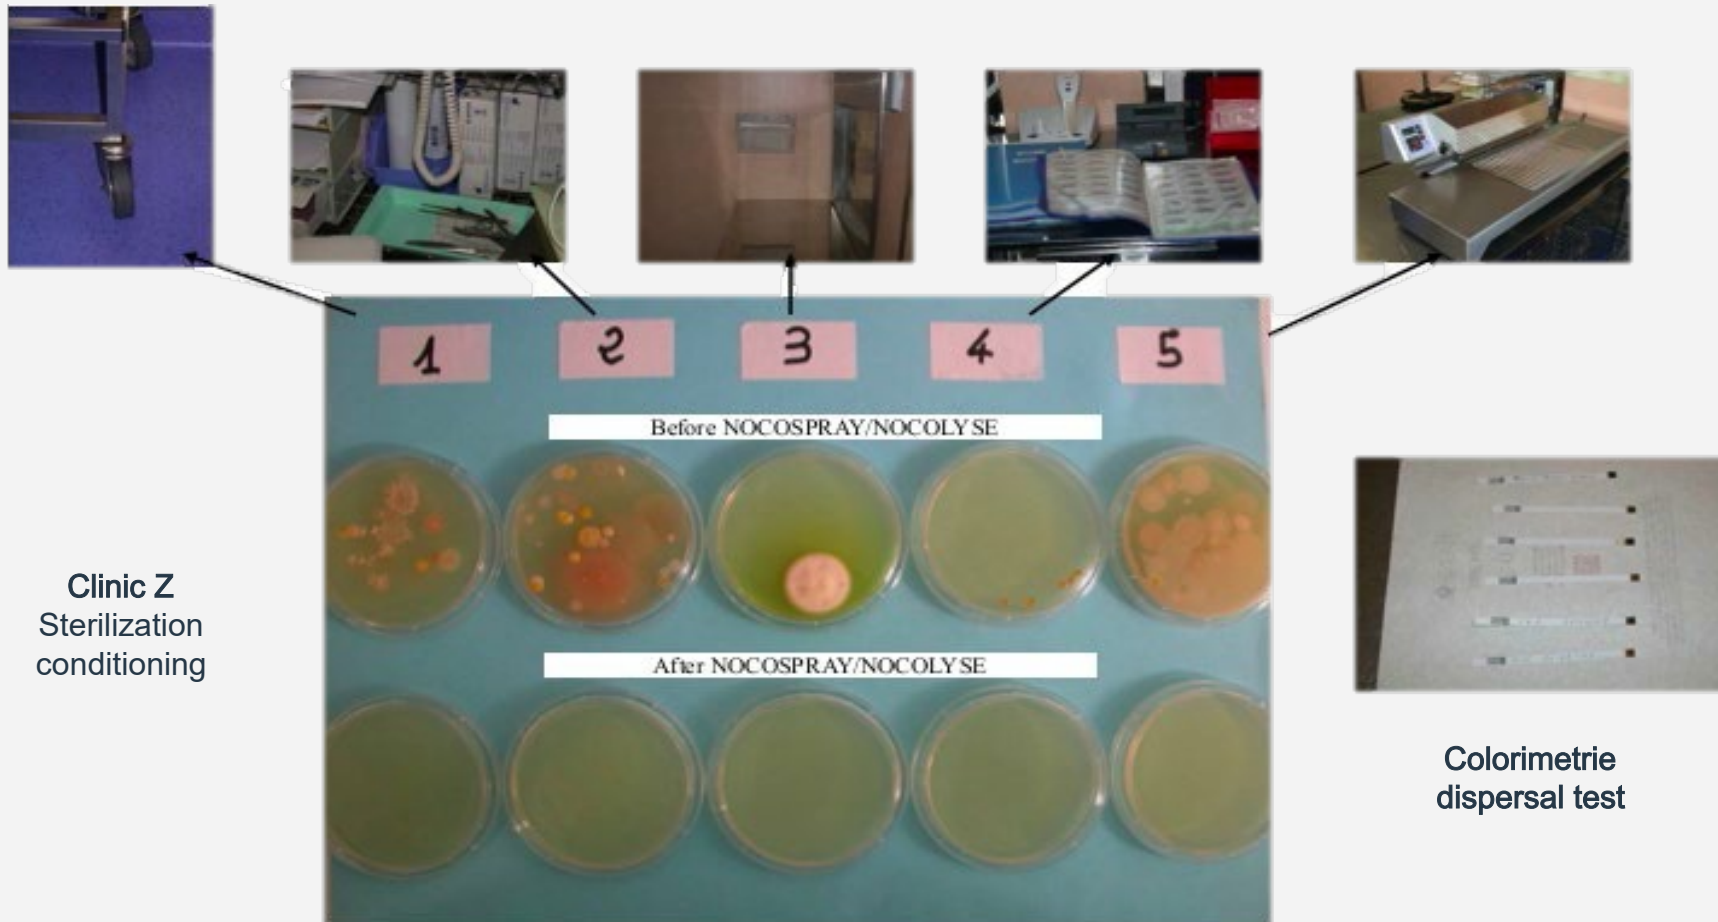 1
2
3
4
5
Before NOCOSPRAY/NOCOLYSE
After NOCOSPRAY/NOCOLYSE
Clinic Z
Sterilization
conditioning
Colorimetrie
dispersal test